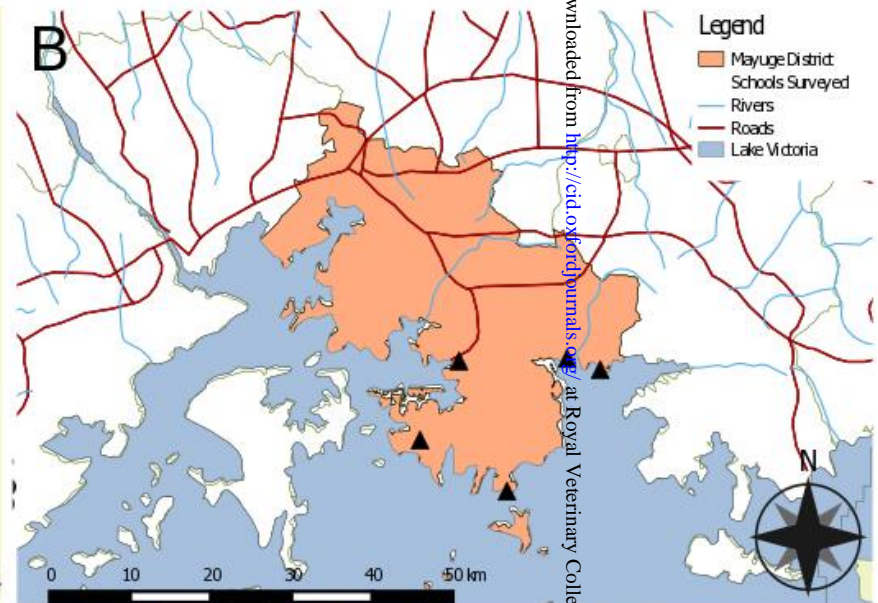 B
Legend
Mayuge District
Schools Surveyed
Rivers
Roads
Lake Victoria
wnloaded from http://cid.oxfordjournals.org/ at Royal Veterinary Colle
N
0 10 20 30 40 50 km